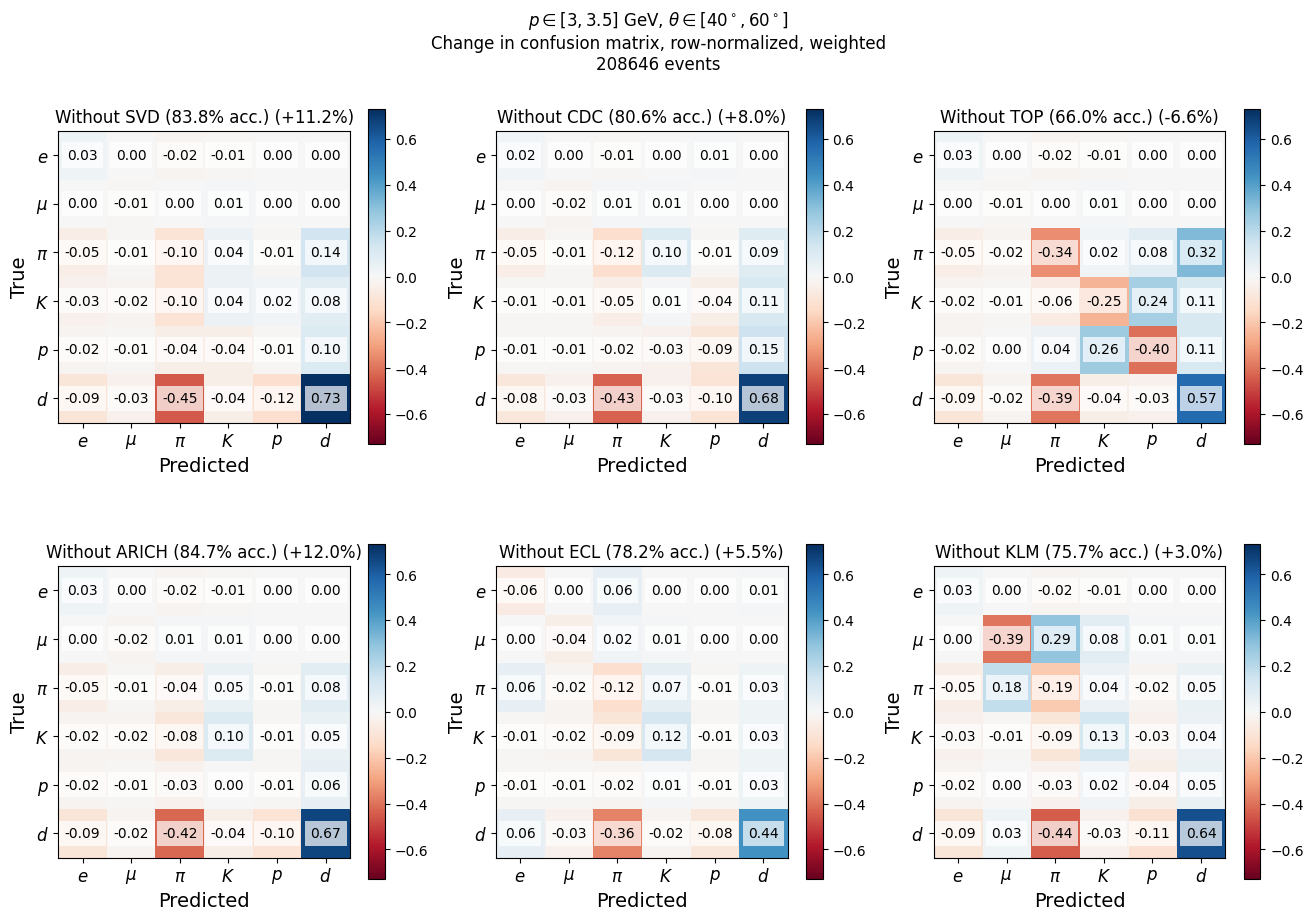 p ∈ [3, 3.5] GeV, θ ∈ [40°, 60°]
Change in confusion matrix, row-normalized, weighted
208646 events
Without SVD (83.8% acc.) (+11.2%)
True
e 0.03 0.00 -0.02 -0.01 0.00 0.00
μ 0.00 -0.01 0.00 0.01 0.00 0.00
π -0.05 -0.01 -0.10 0.04 -0.01 0.14
K -0.03 -0.02 -0.10 0.04 0.02 0.08
p -0.02 -0.01 -0.04 -0.04 -0.01 0.10
d -0.09 -0.03 -0.45 -0.04 -0.12 0.73
e μ π K p d
Predicted
0.6
0.4
0.2
0.0
−0.2
−0.4
−0.6
Without CDC (80.6% acc.) (+8.0%)
True
e 0.02 0.00 -0.01 0.00 0.01 0.00
μ 0.00 -0.02 0.01 0.01 0.00 0.00
π -0.05 -0.01 -0.12 0.10 -0.01 0.09
K -0.01 -0.01 -0.05 0.01 -0.04 0.11
p -0.01 -0.01 -0.02 -0.03 -0.09 0.15
d -0.08 -0.03 -0.43 -0.03 -0.10 0.68
e μ π K p d
Predicted
0.6
0.4
0.2
0.0
−0.2
−0.4
−0.6
Without TOP (66.0% acc.) (-6.6%)
True
e 0.03 0.00 -0.02 -0.01 0.00 0.00
μ 0.00 -0.01 0.00 0.01 0.00 0.00
π -0.05 -0.02 -0.34 0.02 0.08 0.32
K -0.02 -0.01 -0.06 -0.25 0.24 0.11
p -0.02 0.00 0.04 0.26 -0.40 0.11
d -0.09 -0.02 -0.39 -0.04 -0.03 0.57
e μ π K p d
Predicted
0.6
0.4
0.2
0.0
−0.2
−0.4
−0.6
Without ARICH (84.7% acc.) (+12.0%)
True
e 0.03 0.00 -0.02 -0.01 0.00 0.00
μ 0.00 -0.02 0.01 0.01 0.00 0.00
π -0.05 -0.01 -0.04 0.05 -0.01 0.08
K -0.02 -0.02 -0.08 0.10 -0.01 0.05
p -0.02 -0.01 -0.03 0.00 -0.00 0.06
d -0.09 -0.02 -0.42 -0.04 -0.10 0.67
e μ π K p d
Predicted
0.6
0.4
0.2
0.0
−0.2
−0.4
−0.6
Without ECL (78.2% acc.) (+5.5%)
True
e -0.06 0.00 0.06 0.00 0.00 0.01
μ 0.00 -0.04 0.02 0.01 0.00 0.00
π 0.06 -0.02 -0.12 0.07 -0.01 0.03
K -0.01 -0.02 -0.09 0.12 -0.01 0.03
p -0.01 -0.01 -0.02 0.01 0.00 0.03
d 0.06 -0.03 -0.36 -0.02 -0.08 0.44
e μ π K p d
Predicted
0.6
0.4
0.2
0.0
−0.2
−0.4
−0.6
Without KLM (75.7% acc.) (+3.0%)
True
e 0.03 0.00 -0.02 -0.01 0.00 0.00
μ 0.00 -0.39 0.29 0.08 0.01 0.01
π -0.05 0.18 -0.19 0.04 -0.02 0.05
K -0.03 -0.01 -0.09 0.13 -0.03 0.04
p -0.02 0.00 -0.03 0.02 -0.04 0.05
d -0.09 0.03 -0.44 -0.03 -0.11 0.64
e μ π K p d
Predicted
0.6
0.4
0.2
0.0
−0.2
−0.4
−0.6